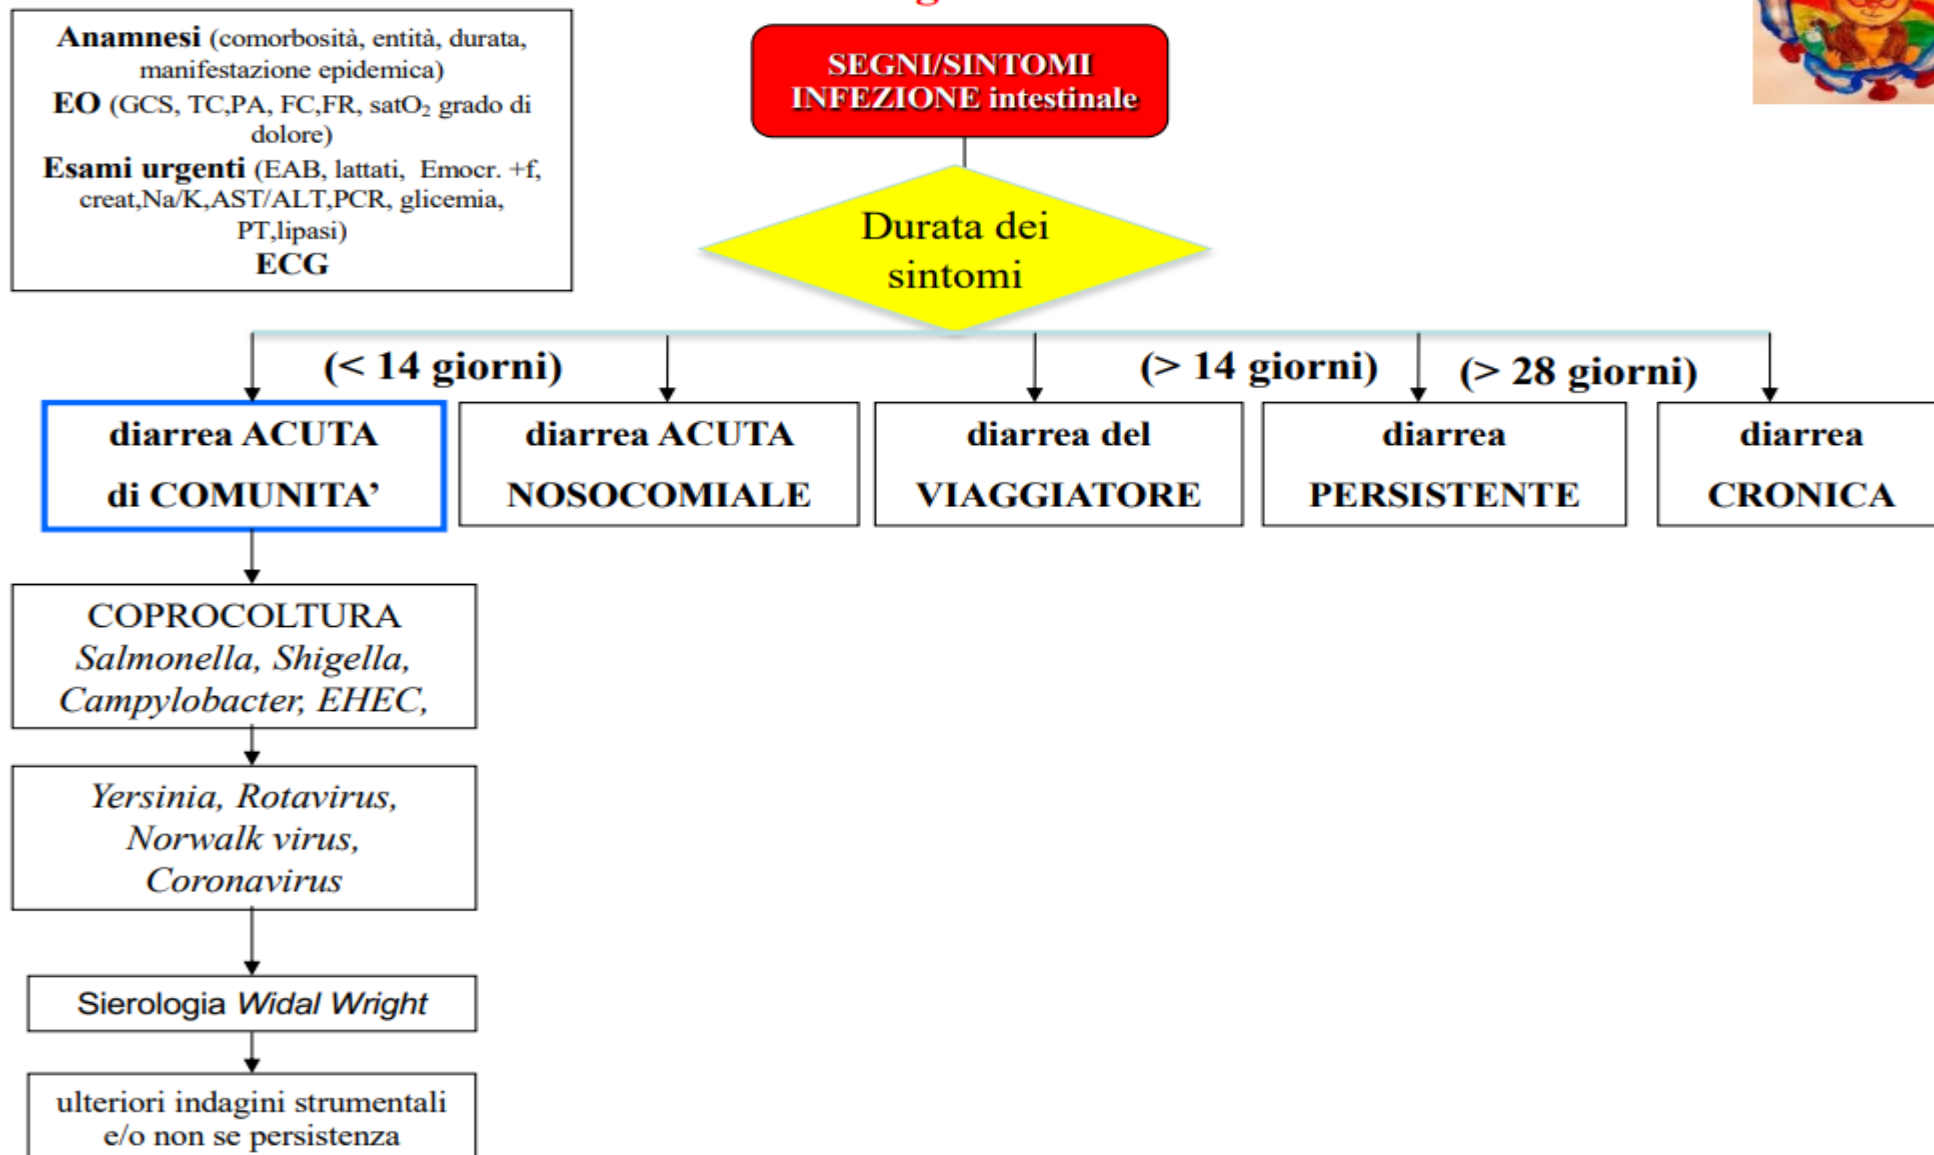 Anamnesi (comorbosità, entità, durata,
manifestazione epidemica)
EO (GCS, TC,PA, FC,FR, satO₂ grado di
dolore)
Esami urgenti (EAB, lattati, Emocr. +f,
creat,Na/K,AST/ALT,PCR, glicemia,
PT,lipasi)
ECG
SEGNI/SINTOMI
INFEZIONE intestinale
Durata dei
sintomi
(< 14 giorni)
(> 14 giorni)
(> 28 giorni)
diarrea ACUTA
di COMUNITA’
diarrea ACUTA
NOSOCOMIALE
diarrea del
VIAGGIATORE
diarrea
PERSISTENTE
diarrea
CRONICA
COPROCOLTURA
Salmonella, Shigella,
Campylobacter, EHEC,
Yersinia, Rotavirus,
Norwalk virus,
Coronavirus
Sierologia Widal Wright
ulteriori indagini strumentali
e/o non se persistenza